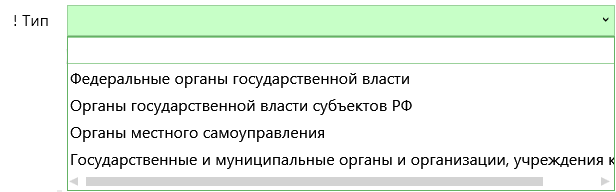 ! Тип
Федеральные органы государственной власти
Органы государственной власти субъектов РФ
Органы местного самоуправления
Государственные и муниципальные органы и организации, учреждения